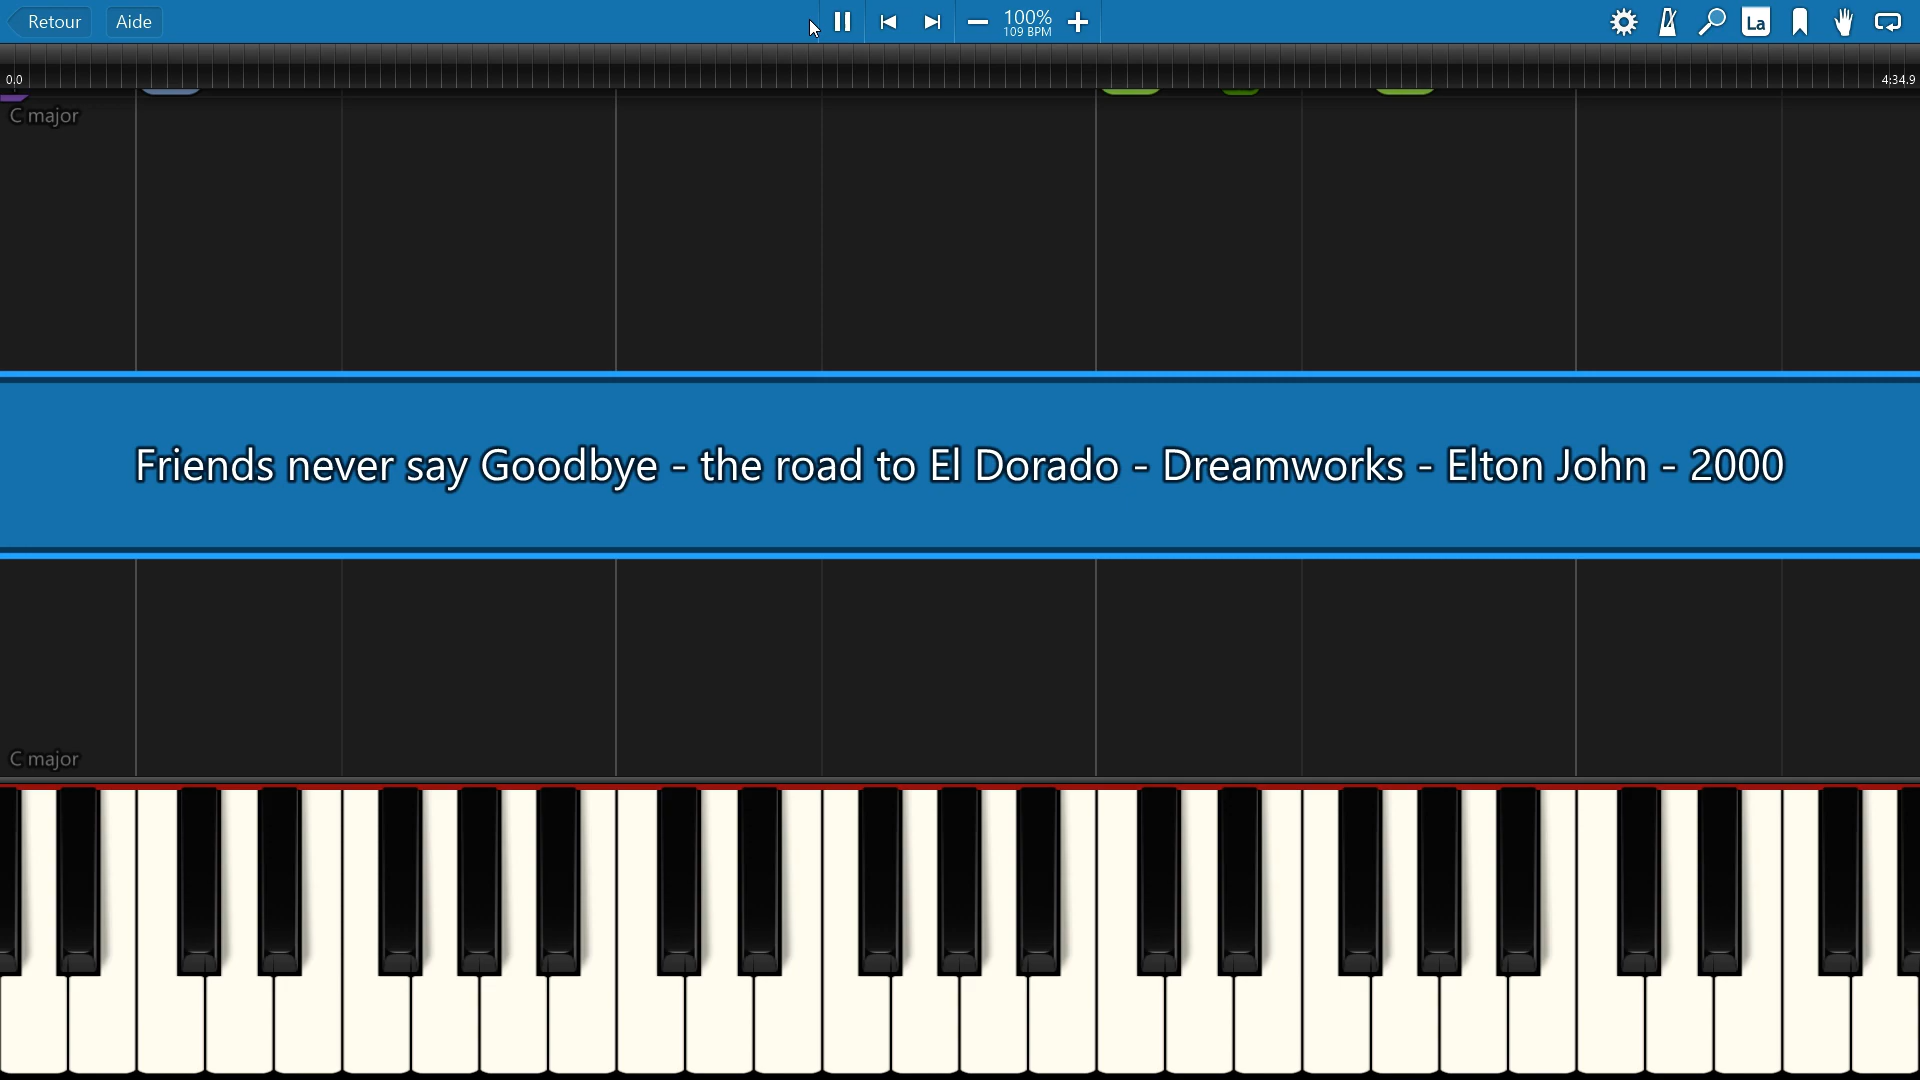 Retour
Aide
100%
109 BPM
La
0.0
4:34.9
C major
Friends never say Goodbye - the road to El Dorado - Dreamworks - Elton John - 2000
C major